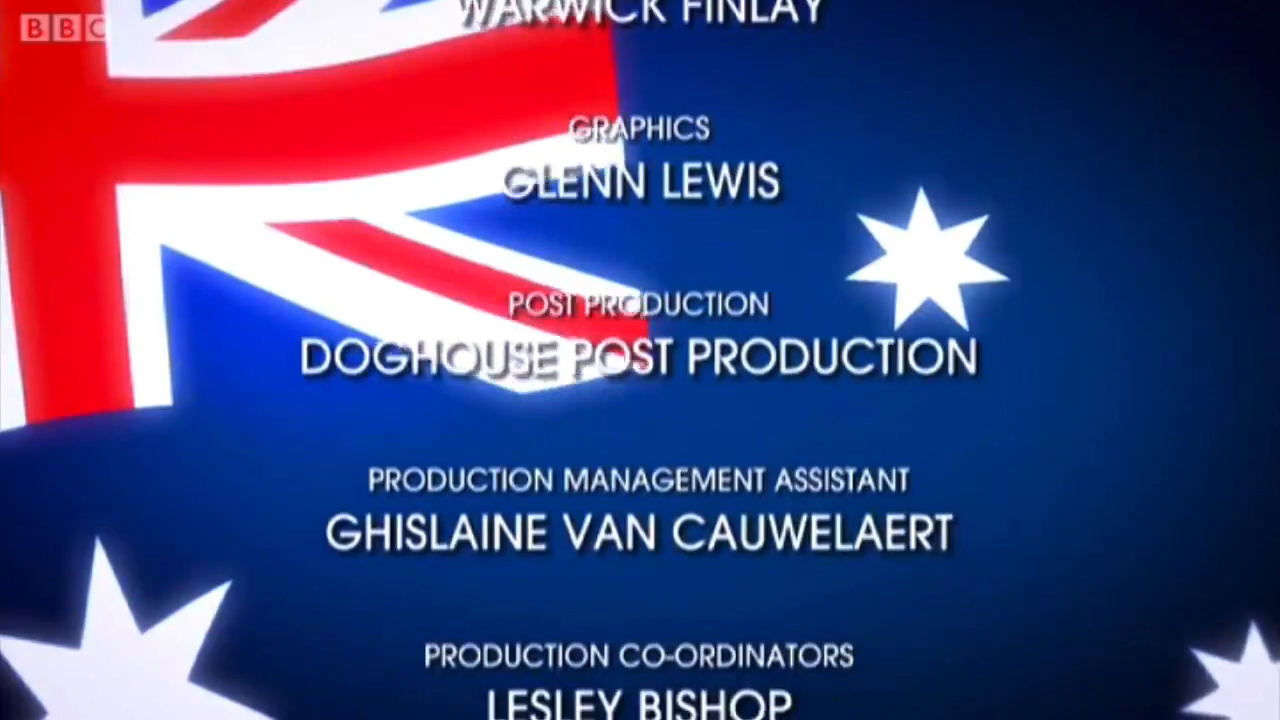 BBC
WARWICK FINLAY
GRAPHICS
GLENN LEWIS
POST PRODUCTION
DOGHOUSE POST PRODUCTION
PRODUCTION MANAGEMENT ASSISTANT
GHISLAINE VAN CAUWELAERT
PRODUCTION CO-ORDINATORS
LESLEY BISHOP